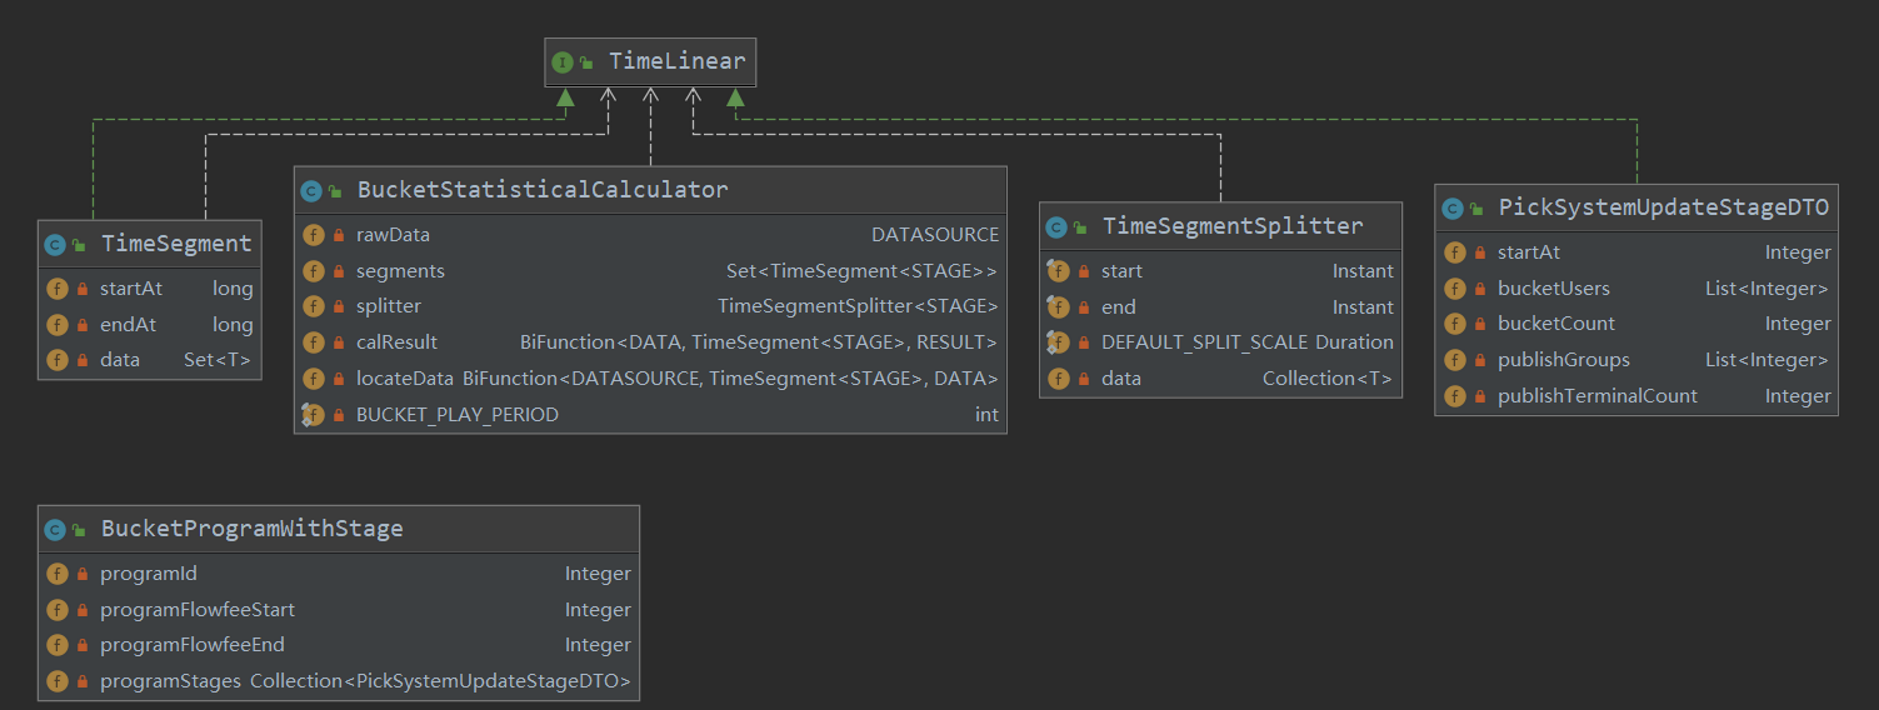 TimeLinear
TimeSegment
startAt long
endAt long
data Set<T>
BucketStatisticalCalculator
rawData DATASOURCE
segments Set<TimeSegment<STAGE>>
splitter TimeSegmentSplitter<STAGE>
calResult BiFunction<DATA, TimeSegment<STAGE>, RESULT>
locateData BiFunction<DATASOURCE, TimeSegment<STAGE>, DATA>
BUCKET_PLAY_PERIOD int
TimeSegmentSplitter
start Instant
end Instant
DEFAULT_SPLIT_SCALE Duration
data Collection<T>
PickSystemUpdateStageDTO
startAt Integer
bucketUsers List<Integer>
bucketCount Integer
publishGroups List<Integer>
publishTerminalCount Integer
BucketProgramWithStage
programId Integer
programFlowfeeStart Integer
programFlowfeeEnd Integer
programStages Collection<PickSystemUpdateStageDTO>